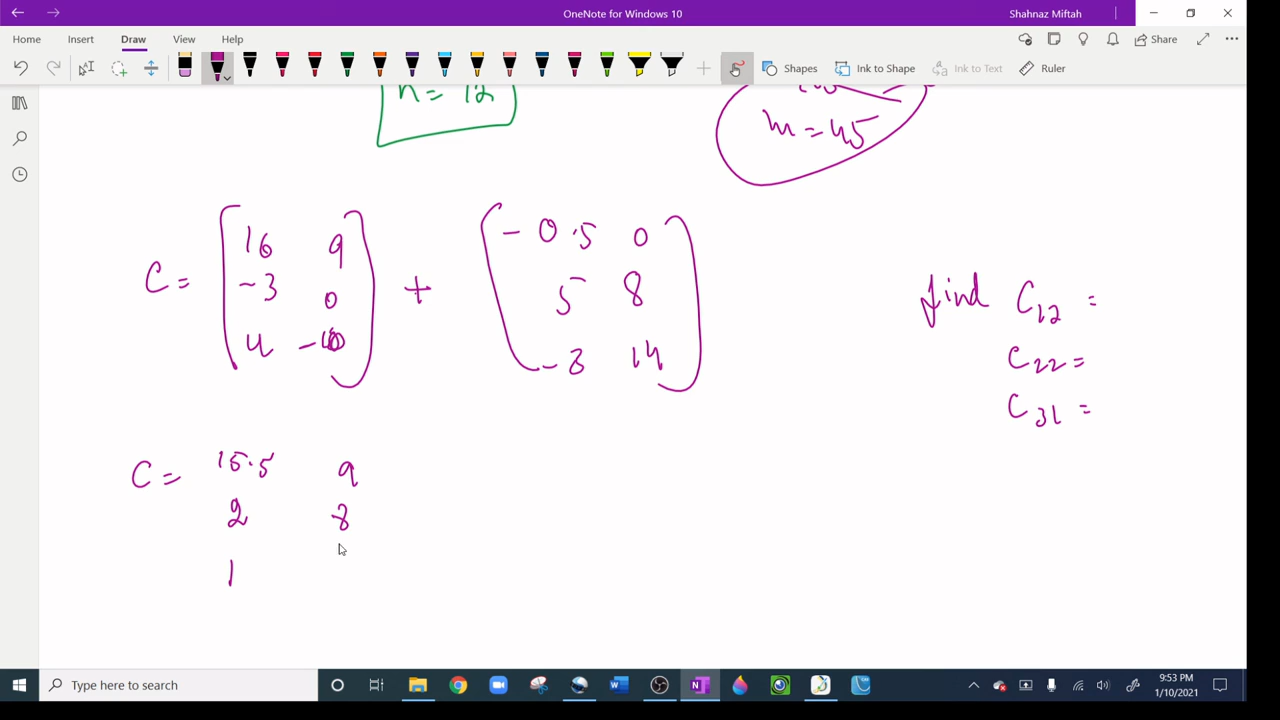 OneNote for Windows 10
Shahnaz Miftah
Home Insert Draw View Help
Share
Shapes Ink to Shape Ink to Text Ruler
n = 12
m = 45
C = [ 16 9 ] + [ -0.5 0 ]
-3 0 5 8
4 -10 -3 14
find C12 =
C22 =
C31 =
C = 15.5 9
2 8
1
Type here to search
9:53 PM
1/10/2021